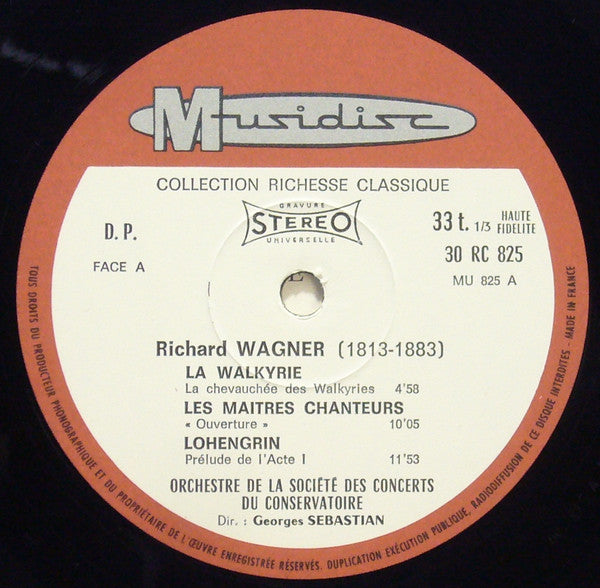 Musidisc
COLLECTION RICHESSE CLASSIQUE
GRAVURE
STEREO
UNIVERSELLE
D.P.
FACE A
33 t. 1/3 HAUTE FIDELITE
30 RC 825
MU 825 A
Richard WAGNER (1813-1883)
LA WALKYRIE
La chevauchée des Walkyries 4'58
LES MAITRES CHANTEURS
« Ouverture » 10'05
LOHENGRIN
Prélude de l'Acte I 11'53
ORCHESTRE DE LA SOCIÉTÉ DES CONCERTS
DU CONSERVATOIRE
Dir. : Georges SEBASTIAN
TOUS DROITS DU PRODUCTEUR PHONOGRAPHIQUE ET DU PROPRIÉTAIRE DE L'ŒUVRE ENREGISTRÉE RÉSERVÉS. DUPLICATION EXÉCUTION PUBLIQUE, RADIODIFFUSION DE CE DISQUE INTERDITES - MADE IN FRANCE